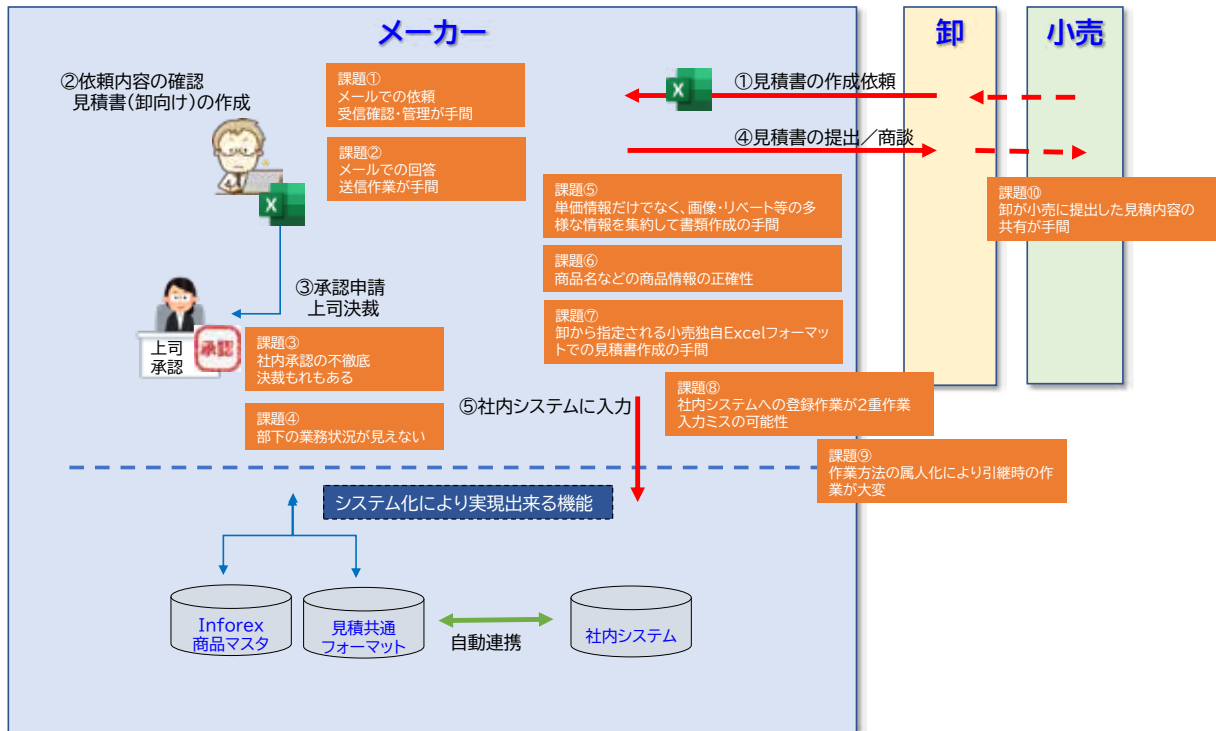 メーカー
卸
小売
②依頼内容の確認
見積書(卸向け)の作成
課題①
メールでの依頼
受信確認・管理が手間
①見積書の作成依頼
課題②
メールでの回答
送信作業が手間
④見積書の提出／商談
課題⑤
単価情報だけでなく、画像・リベート等の多
様な情報を集約して書類作成の手間
課題⑩
卸が小売に提出した見積内容の
共有が手間
課題⑥
商品名などの商品情報の正確性
③承認申請
上司決裁
課題⑦
卸から指定される小売独自Excelフォーマッ
トでの見積書作成の手間
上司
承認
承認
課題③
社内承認の不徹底
決裁もれもある
課題⑧
社内システムへの登録作業が2重作業
入力ミスの可能性
⑤社内システムに入力
課題④
部下の業務状況が見えない
課題⑨
作業方法の属人化により引継時の作
業が大変
システム化により実現出来る機能
Inforex
商品マスタ
見積共通
フォーマット
自動連携
社内システム
X
X